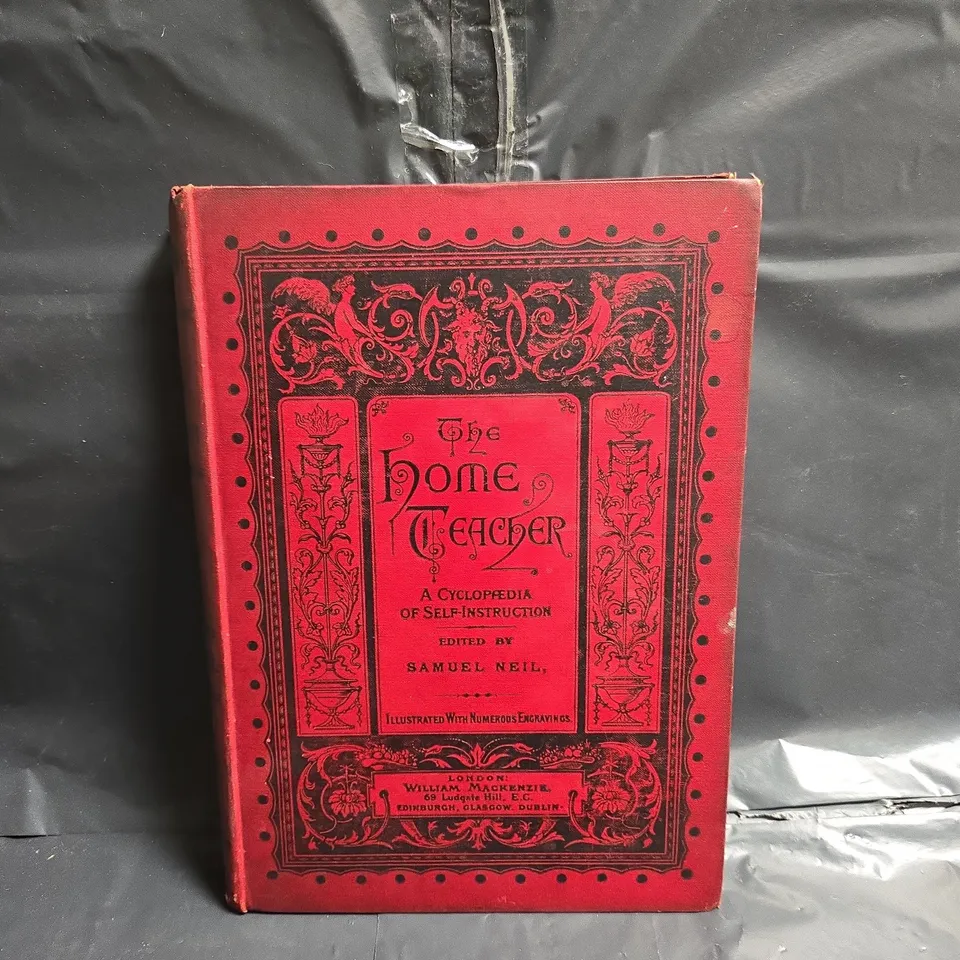 The
Home
Teacher
A Cyclopædia
of Self-Instruction
EDITED BY
SAMUEL NEIL,
Illustrated With Numerous Engravings.
LONDON:
William Mackenzie,
69 Ludgate Hill, E.C.
EDINBURGH, GLASGOW, DUBLIN.